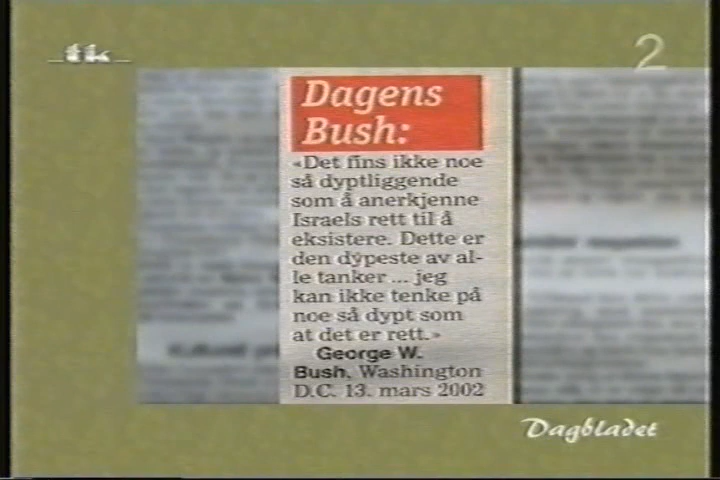 tk
2
Dagens
Bush:
«Det fins ikke noe
så dyptliggende
som å anerkjenne
Israels rett til å
eksistere. Dette er
den dypeste av al-
le tanker ... jeg
kan ikke tenke på
noe så dypt som
at det er rett.»
George W.
Bush, Washington
D.C. 13. mars 2002
Dagbladet